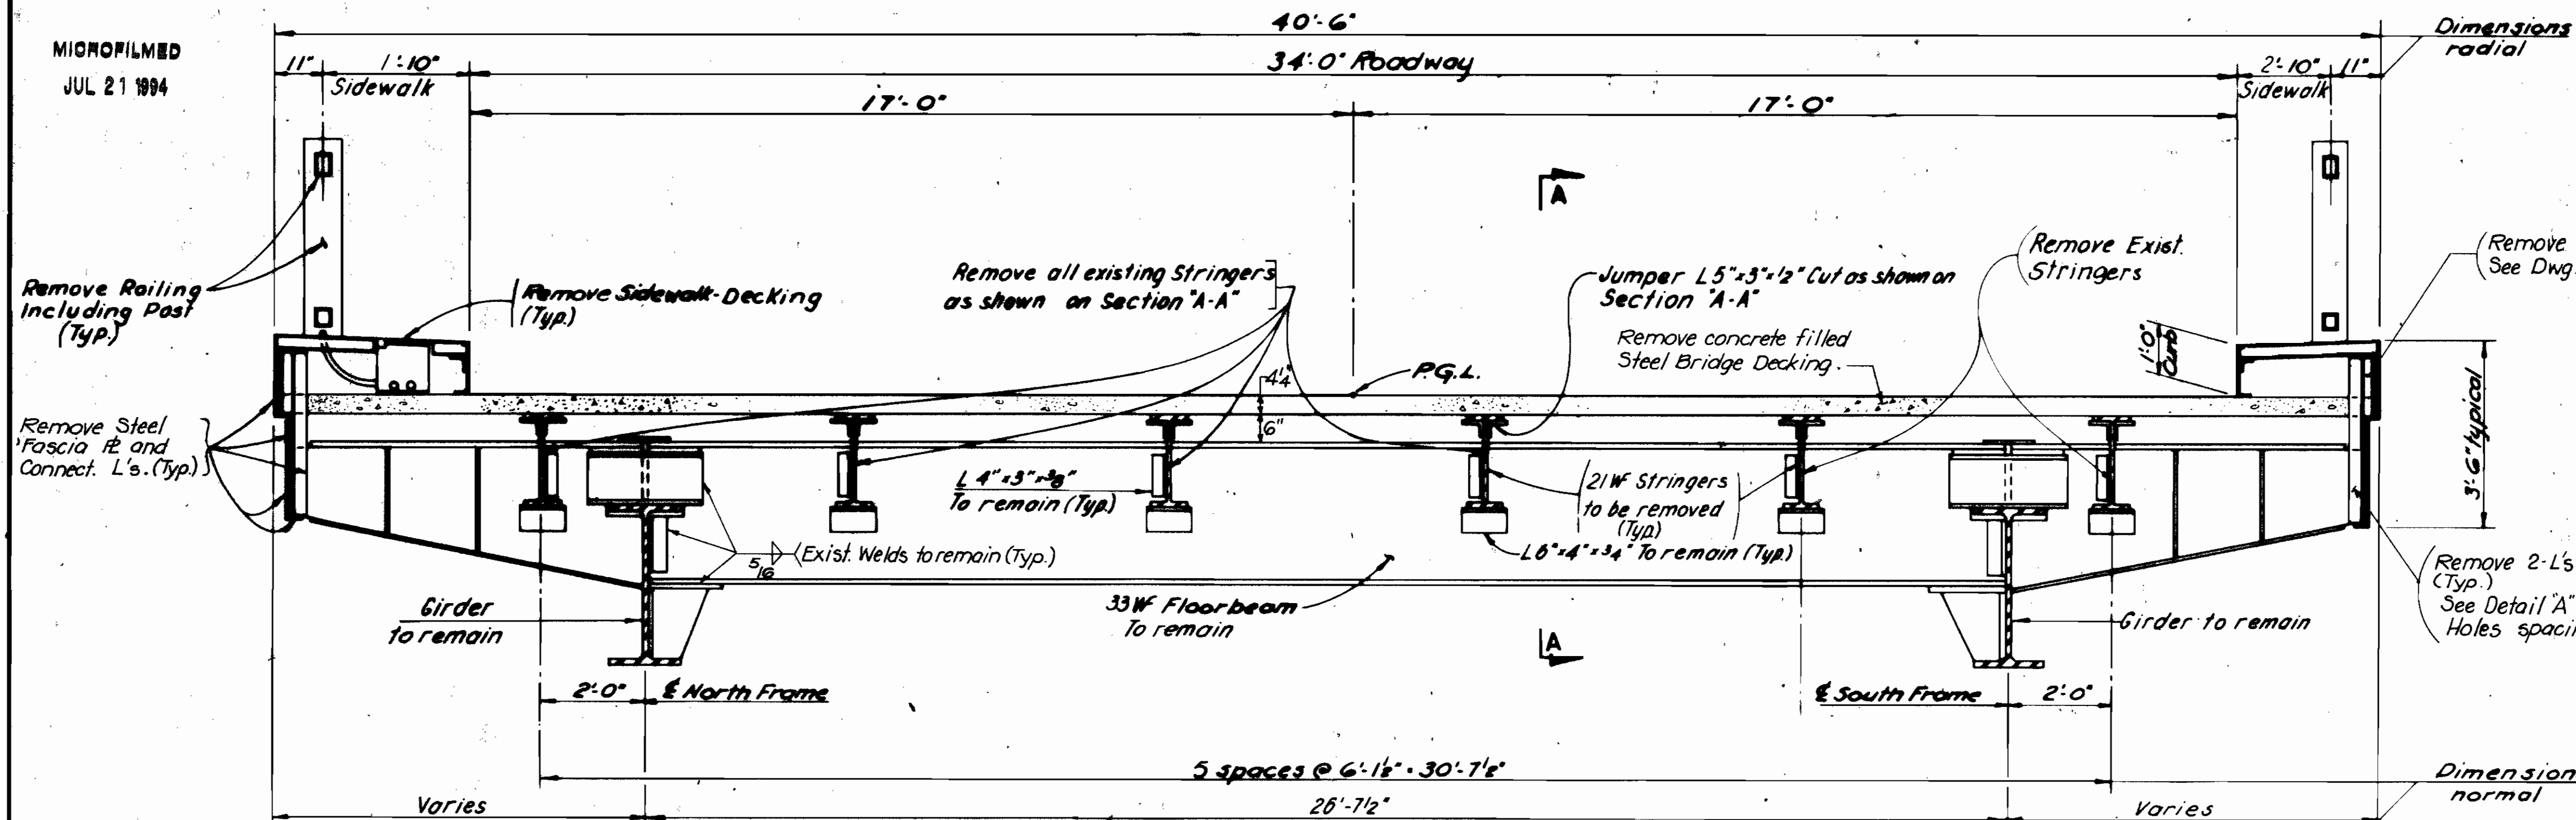 40'-6"
Dimensions
radial
MICROFILMED
JUL 21 1994
11"
1'-10"
Sidewalk
34'-0" Roadway
2'-10"
11"
Sidewalk
17'-0"
17'-0"
A
Remove Railing
Including Post
(Typ.)
Remove Sidewalk Decking
(Typ.)
Remove all existing Stringers
as shown on Section "A-A"
Jumper L 5"x3"x1/2" Cut as shown on
Section "A-A"
Remove concrete filled
Steel Bridge Decking.
Remove Exist.
Stringers
Remove
See Dwg
1'-0"
Curb
P.G.L.
4 1/4"
6"
3'-6" typical
Remove Steel
Fascia ℄ and
Connect. L's. (Typ.)
L 4"x3"x3/8"
To remain (Typ.)
21WF Stringers
to be removed
(Typ.)
L6"x4"x3/4" To remain (Typ.)
5/16
Exist. Welds to remain (Typ.)
Remove 2-L's
(Typ.)
See Detail "A"
Holes
Girder
to remain
33WF Floorbeam
To remain
Girder to remain
A
2'-0"
℄ North Frame
℄ South Frame
2'-0"
5 spaces @ 6'-1 1/2" = 30'-7 1/2"
Dimension
normal
Varies
26'-7 1/2"
Varies